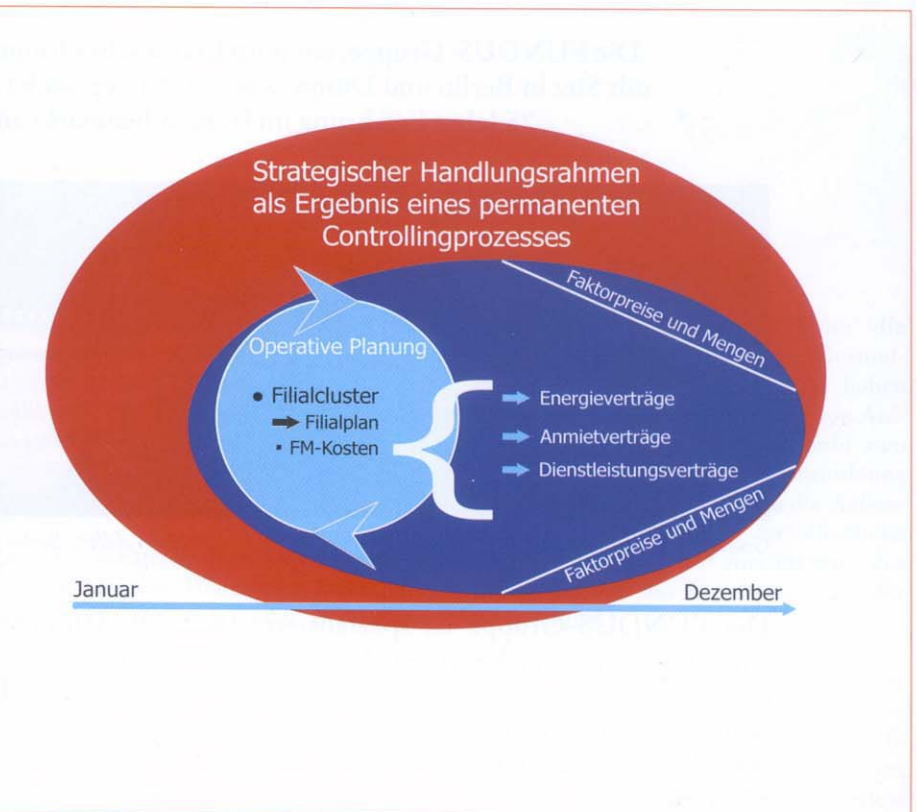 Strategischer Handlungsrahmen
als Ergebnis eines permanenten
Controllingprozesses
Faktorpreise und Mengen
Operative Planung
• Filialcluster
➡ Filialplan
▪ FM-Kosten
{
➡ Energieverträge
➡ Anmietverträge
➡ Dienstleistungsverträge
Faktorpreise und Mengen
Januar
Dezember